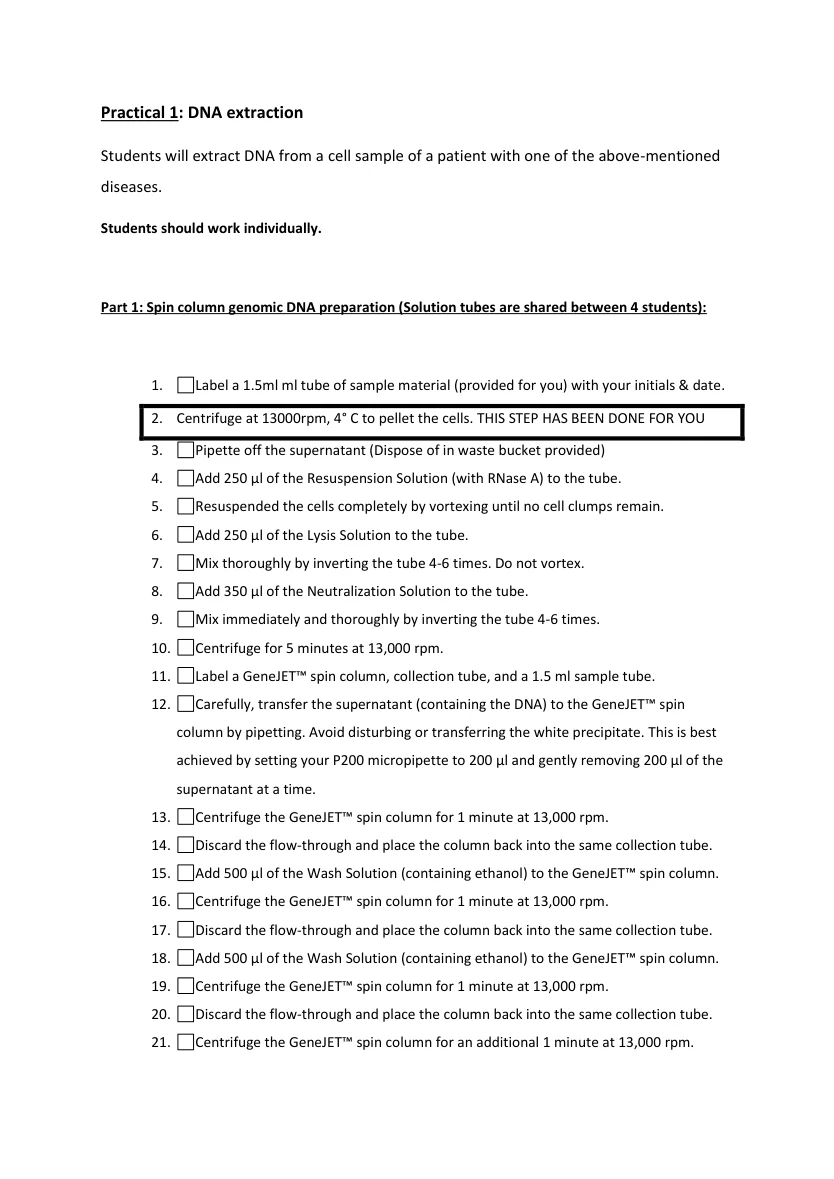 Practical 1: DNA extraction
Students will extract DNA from a cell sample of a patient with one of the above-mentioned
diseases.
Students should work individually.
Part 1: Spin column genomic DNA preparation (Solution tubes are shared between 4 students):
1. Label a 1.5ml ml tube of sample material (provided for you) with your initials & date.
2. Centrifuge at 13000rpm, 4° C to pellet the cells. THIS STEP HAS BEEN DONE FOR YOU
3. Pipette off the supernatant (Dispose of in waste bucket provided)
4. Add 250 µl of the Resuspension Solution (with RNase A) to the tube.
5. Resuspended the cells completely by vortexing until no cell clumps remain.
6. Add 250 µl of the Lysis Solution to the tube.
7. Mix thoroughly by inverting the tube 4-6 times. Do not vortex.
8. Add 350 µl of the Neutralization Solution to the tube.
9. Mix immediately and thoroughly by inverting the tube 4-6 times.
10. Centrifuge for 5 minutes at 13,000 rpm.
11. Label a GeneJET™ spin column, collection tube, and a 1.5 ml sample tube.
12. Carefully, transfer the supernatant (containing the DNA) to the GeneJET™ spin
column by pipetting. Avoid disturbing or transferring the white precipitate. This is best
achieved by setting your P200 micropipette to 200 µl and gently removing 200 µl of the
supernatant at a time.
13. Centrifuge the GeneJET™ spin column for 1 minute at 13,000 rpm.
14. Discard the flow-through and place the column back into the same collection tube.
15. Add 500 µl of the Wash Solution (containing ethanol) to the GeneJET™ spin column.
16. Centrifuge the GeneJET™ spin column for 1 minute at 13,000 rpm.
17. Discard the flow-through and place the column back into the same collection tube.
18. Add 500 µl of the Wash Solution (containing ethanol) to the GeneJET™ spin column.
19. Centrifuge the GeneJET™ spin column for 1 minute at 13,000 rpm.
20. Discard the flow-through and place the column back into the same collection tube.
21. Centrifuge the GeneJET™ spin column for an additional 1 minute at 13,000 rpm.